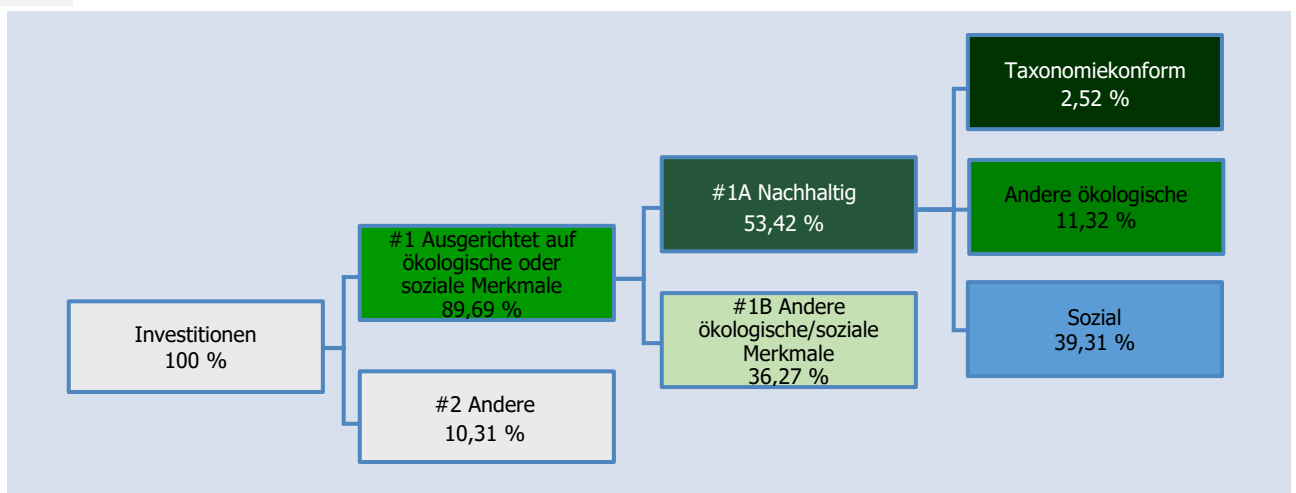 Investitionen
100 %
#1 Ausgerichtet auf
ökologische oder
soziale Merkmale
89,69 %
#2 Andere
10,31 %
#1A Nachhaltig
53,42 %
#1B Andere
ökologische/soziale
Merkmale
36,27 %
Taxonomiekonform
2,52 %
Andere ökologische
11,32 %
Sozial
39,31 %